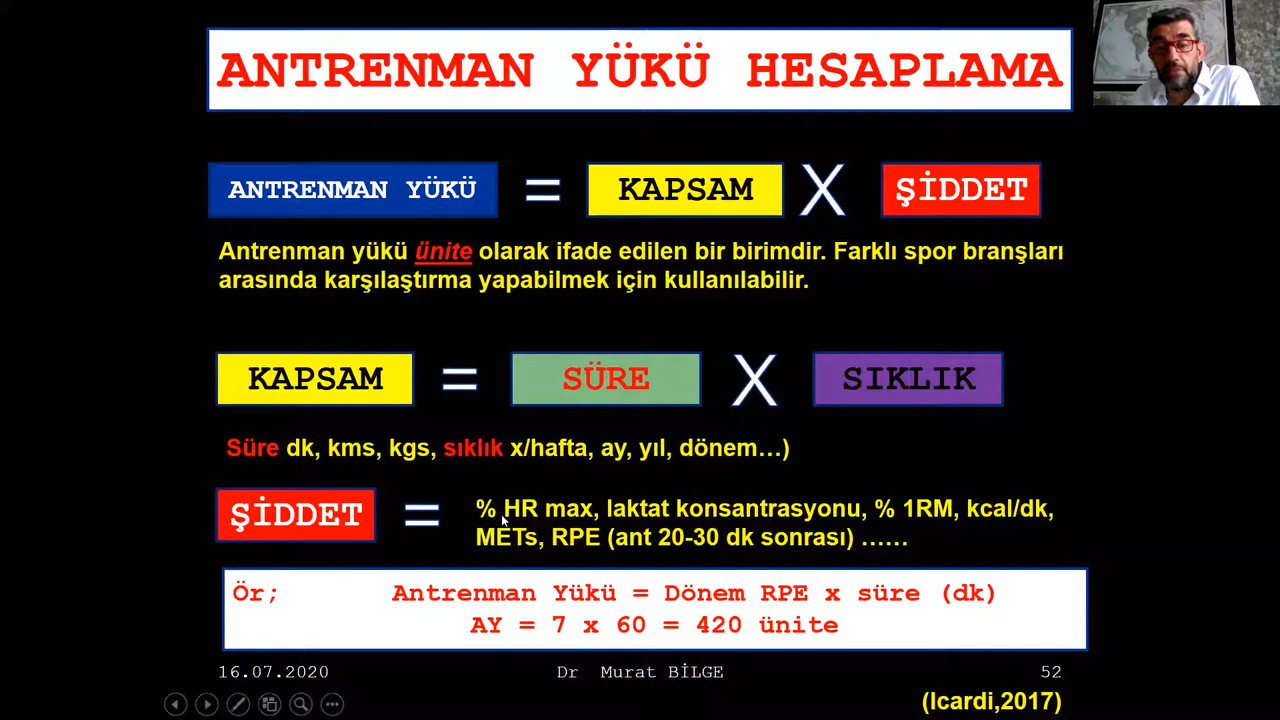 ANTRENMAN YÜKÜ HESAPLAMA
ANTRENMAN YÜKÜ = KAPSAM X ŞİDDET
Antrenman yükü ünite olarak ifade edilen bir birimdir. Farklı spor branşları
arasında karşılaştırma yapabilmek için kullanılabilir.
KAPSAM = SÜRE X SIKLIK
Süre dk, kms, kgs, sıklık x/hafta, ay, yıl, dönem…)
ŞİDDET = % HR max, laktat konsantrasyonu, % 1RM, kcal/dk,
METs, RPE (ant 20-30 dk sonrası) ……
Ör; Antrenman Yükü = Dönem RPE x süre (dk)
AY = 7 x 60 = 420 ünite
16.07.2020 Dr Murat BİLGE 52
(Icardi,2017)